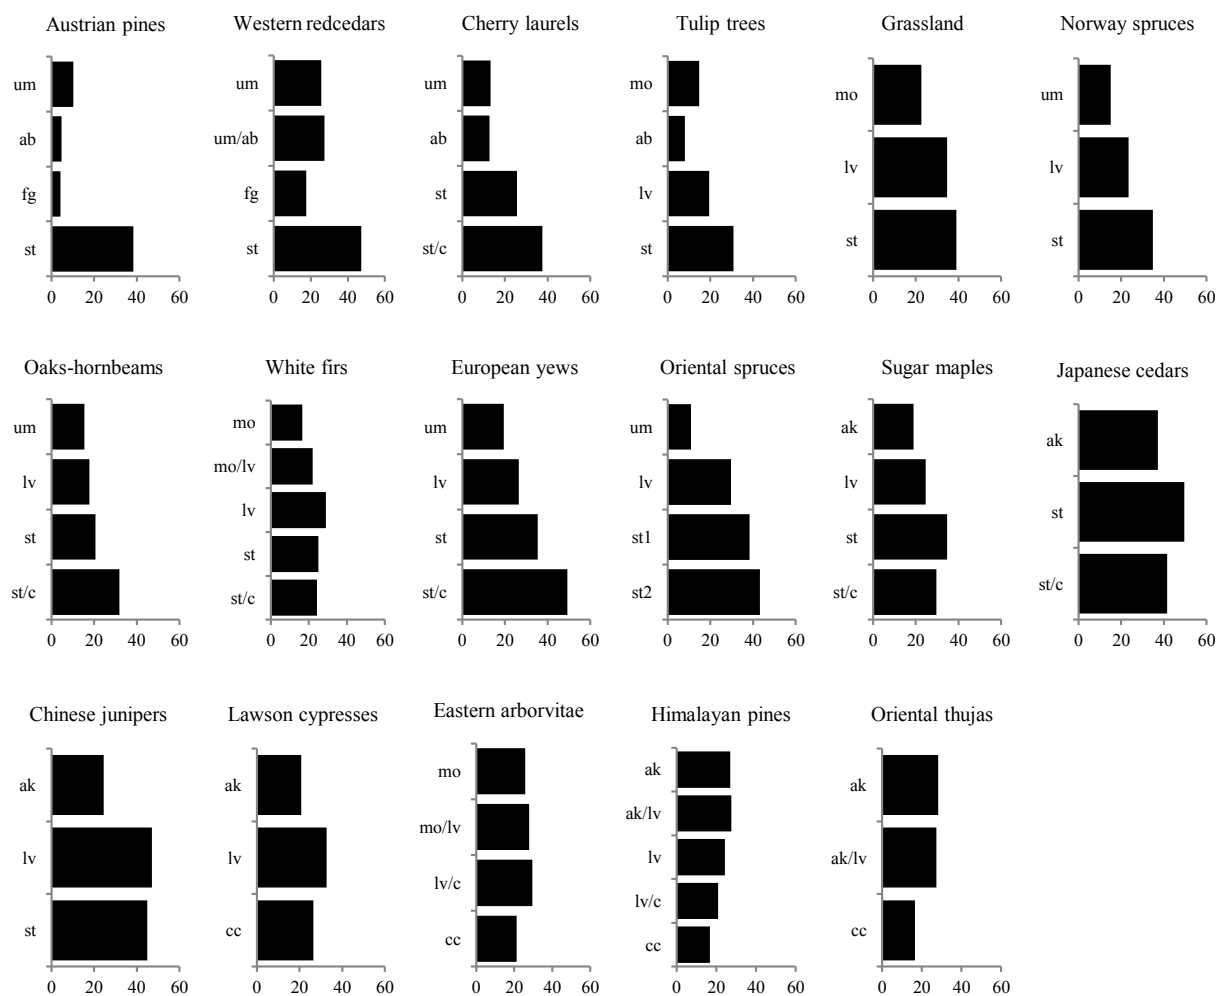 Austrian pines
um
ab
fg
st
0 20 40 60
Western redcedars
um
um/ab
fg
st
0 20 40 60
Cherry laurels
um
ab
st
st/c
0 20 40 60
Tulip trees
mo
ab
lv
st
0 20 40 60
Grassland
mo
lv
st
0 20 40 60
Norway spruces
um
lv
st
0 20 40 60
Oaks-hornbeams
um
lv
st
st/c
0 20 40 60
White firs
mo
mo/lv
lv
st
st/c
0 20 40 60
European yews
um
lv
st
st/c
0 20 40 60
Oriental spruces
um
lv
st1
st2
0 20 40 60
Sugar maples
ak
lv
st
st/c
0 20 40 60
Japanese cedars
ak
st
st/c
0 20 40 60
Chinese junipers
ak
lv
st
0 20 40 60
Lawson cypresses
ak
lv
cc
0 20 40 60
Eastern arborvitae
mo
mo/lv
lv/c
cc
0 20 40 60
Himalayan pines
ak
ak/lv
lv
lv/c
cc
0 20 40 60
Oriental thujas
ak
ak/lv
cc
0 20 40 60